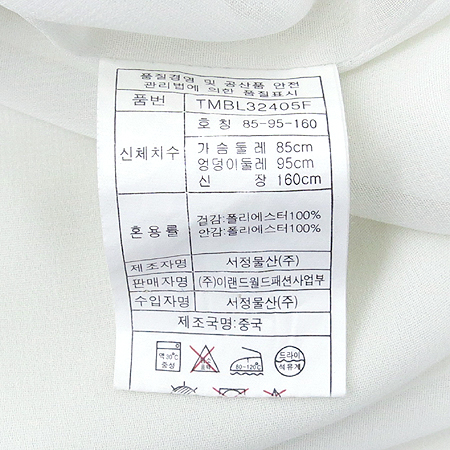 품질경영 및 공산품 안전
관리법에 의한 품질표시
품번 TMBL32405F
신체치수 호칭 85-95-160
가슴둘레 85cm
엉덩이둘레 95cm
신장 160cm
혼용률 겉감:폴리에스터100%
안감:폴리에스터100%
제조자명 서정물산(주)
판매자명 (주)이랜드월드패션사업부
수입자명 서정물산(주)
제조국명:중국
액30℃
중성
80-120℃
드라이
석유계